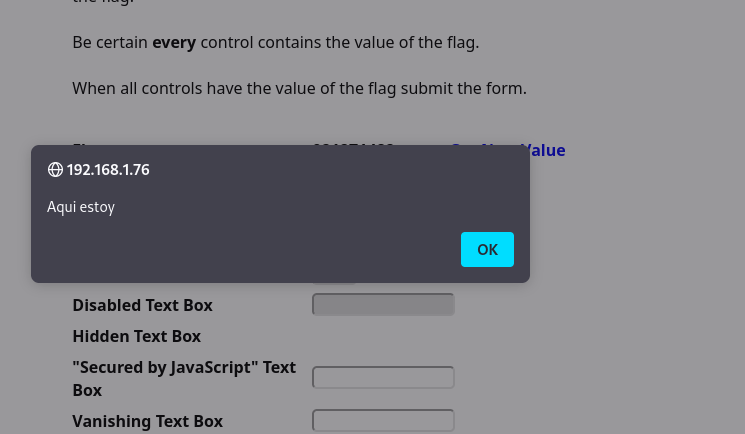 the flag.
Be certain every control contains the value of the flag.
When all controls have the value of the flag submit the form.
Value
192.168.1.76
Aqui estoy
OK
Disabled Text Box
Hidden Text Box
"Secured by JavaScript" Text
Box
Vanishing Text Box